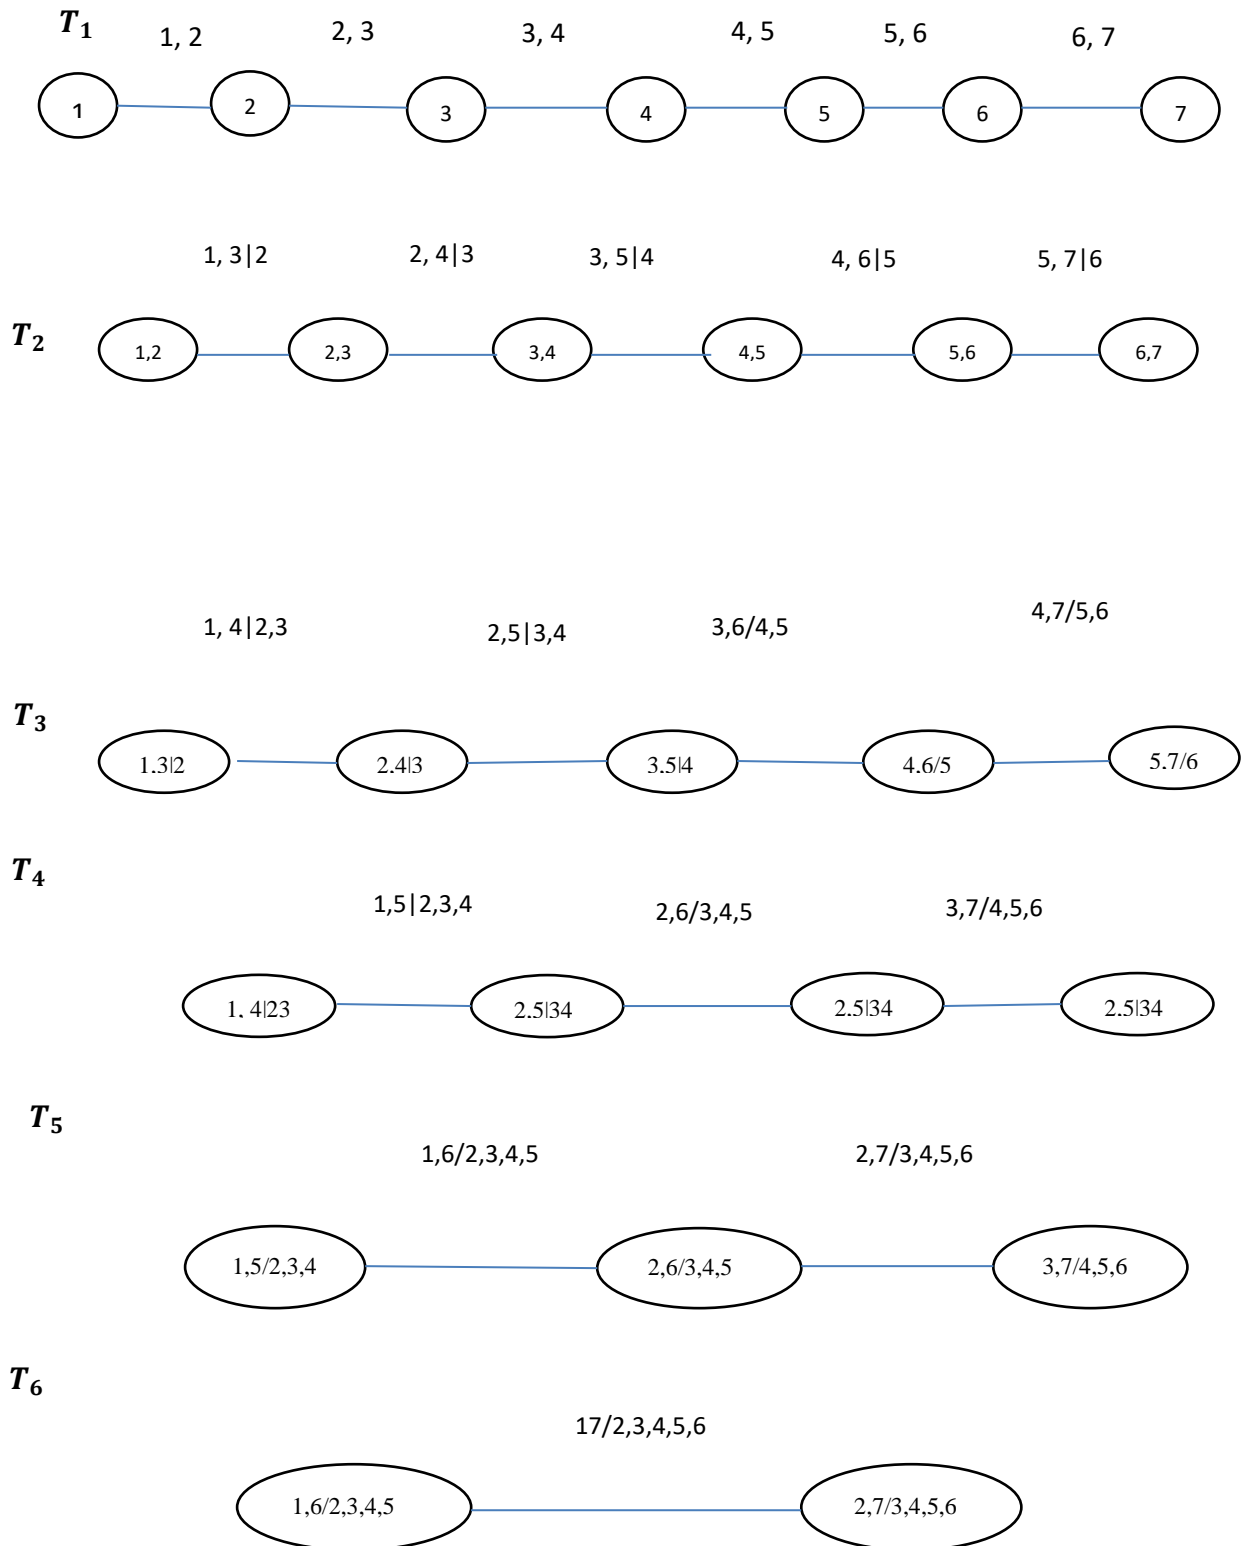 T1 1, 2 2, 3 3, 4 4, 5 5, 6 6, 7
1 2 3 4 5 6 7
1, 3|2 2, 4|3 3, 5|4 4, 6|5 5, 7|6
T2 1,2 2,3 3,4 4,5 5,6 6,7
1, 4|2,3 2,5|3,4 3,6/4,5 4,7/5,6
T3
1,3|2 2,4|3 3,5|4 4,6/5 5,7/6
T4
1,5|2,3,4 2,6/3,4,5 3,7/4,5,6
1, 4|23 2,5|34 2,5|34 2,5|34
T5
1,6/2,3,4,5 2,7/3,4,5,6
1,5/2,3,4 2,6/3,4,5 3,7/4,5,6
T6
17/2,3,4,5,6
1,6/2,3,4,5 2,7/3,4,5,6